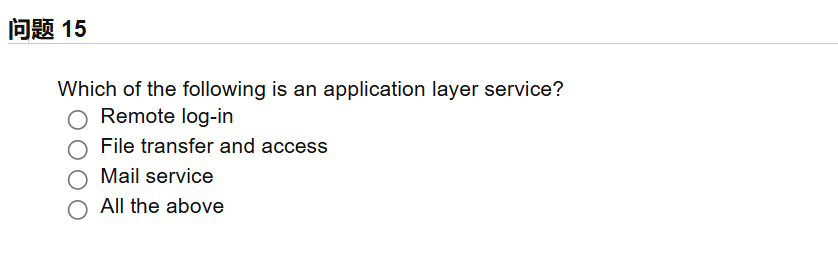 问题 15
Which of the following is an application layer service?
Remote log-in
File transfer and access
Mail service
All the above